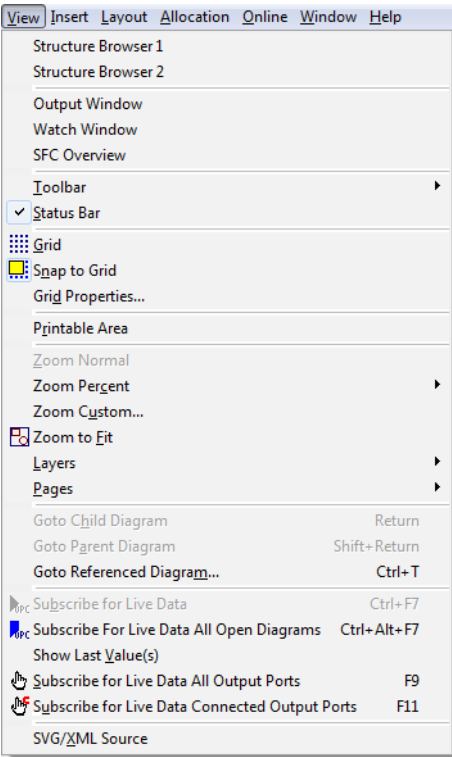 View Insert Layout Allocation Online Window Help
Structure Browser 1
Structure Browser 2
Output Window
Watch Window
SFC Overview
Toolbar
Status Bar
Grid
Snap to Grid
Grid Properties...
Printable Area
Zoom Normal
Zoom Percent
Zoom Custom...
Zoom to Fit
Layers
Pages
Goto Child Diagram Return
Goto Parent Diagram Shift+Return
Goto Referenced Diagram... Ctrl+T
OPC Subscribe for Live Data Ctrl+F7
OPC Subscribe For Live Data All Open Diagrams Ctrl+Alt+F7
Show Last Value(s)
Subscribe for Live Data All Output Ports F9
Subscribe for Live Data Connected Output Ports F11
SVG/XML Source